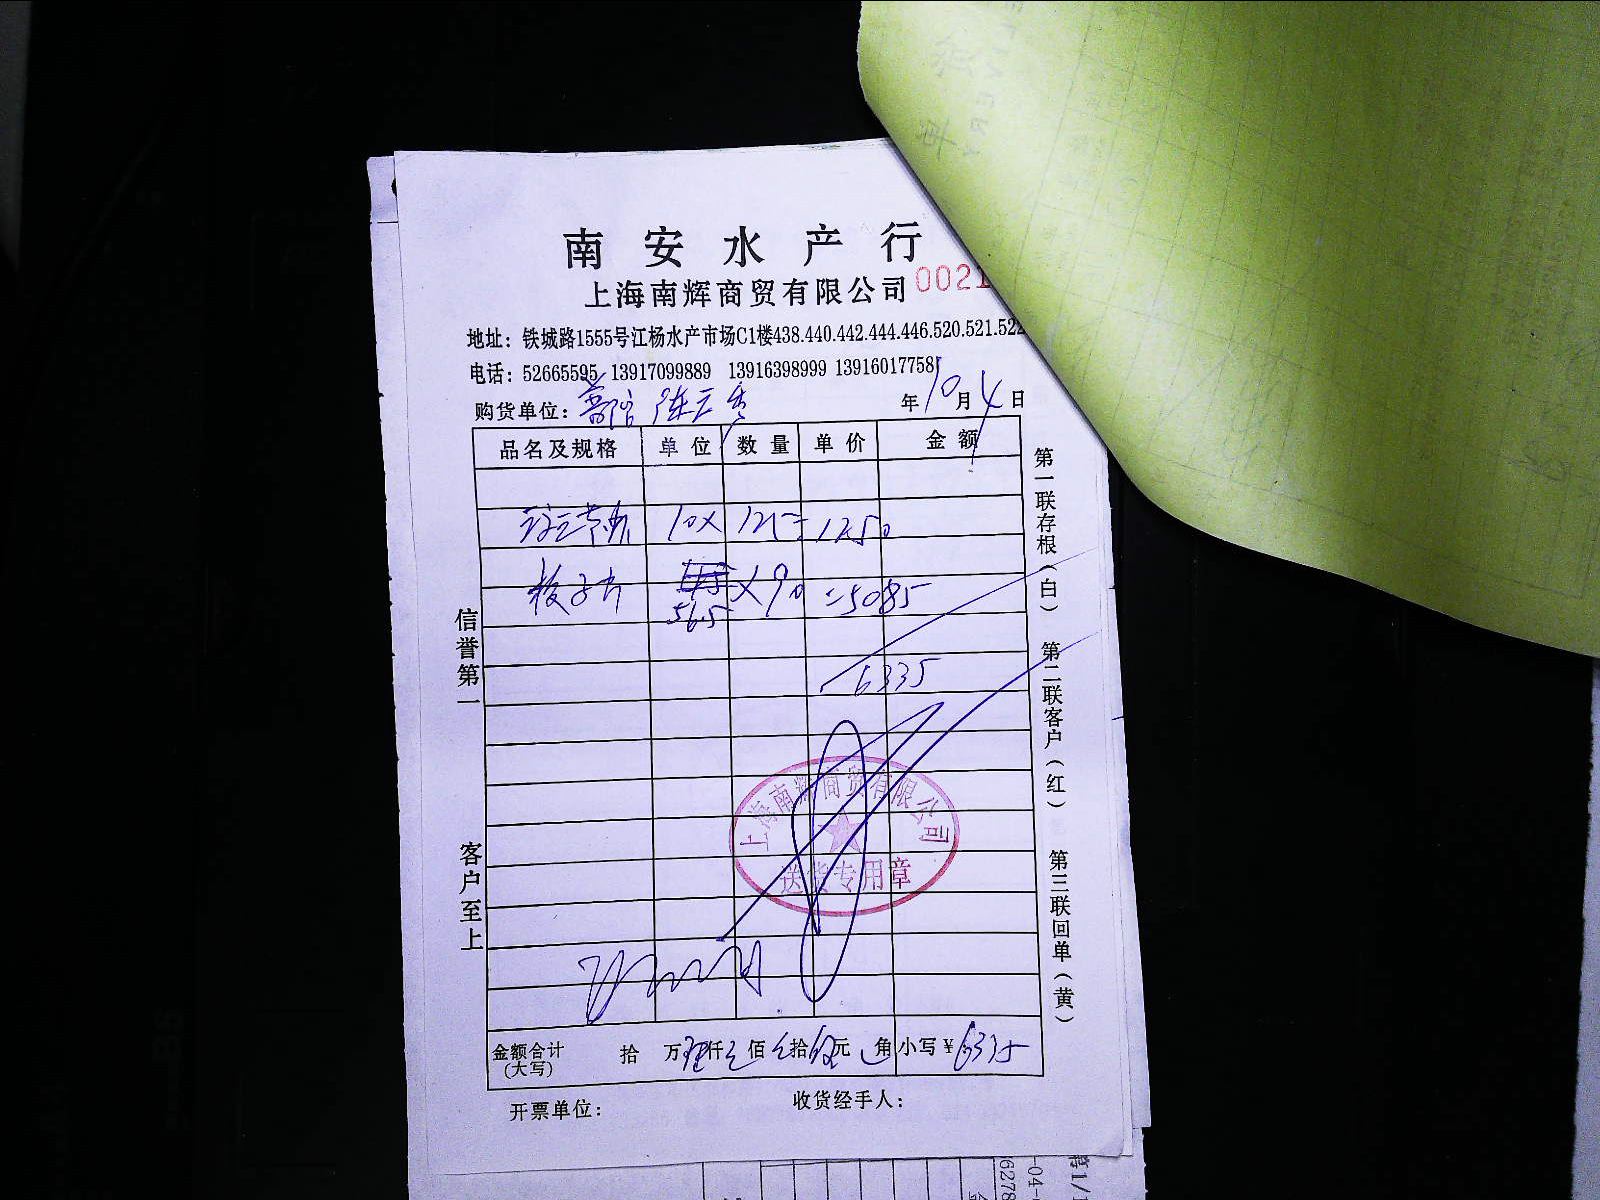 南安水产行
上海南辉商贸有限公司 0021
地址：铁城路1555号江杨水产市场C1楼438.440.442.444.446.520.521.522
电话：52665595 13917099889 13916398999 13916017758
购货单位： 年10月4日
品名及规格 单位 数量 单价 金额
10x 125=1250
56.5 x90 =5085
6335
上海南辉商贸有限公司
送货专用章
金额合计(大写) 拾 万 仟 佰 拾 元 角 小写¥6335
开票单位： 收货经手人：
信誉第一
客户至上
第一联存根(白)
第二联客户(红)
第三联回单(黄)